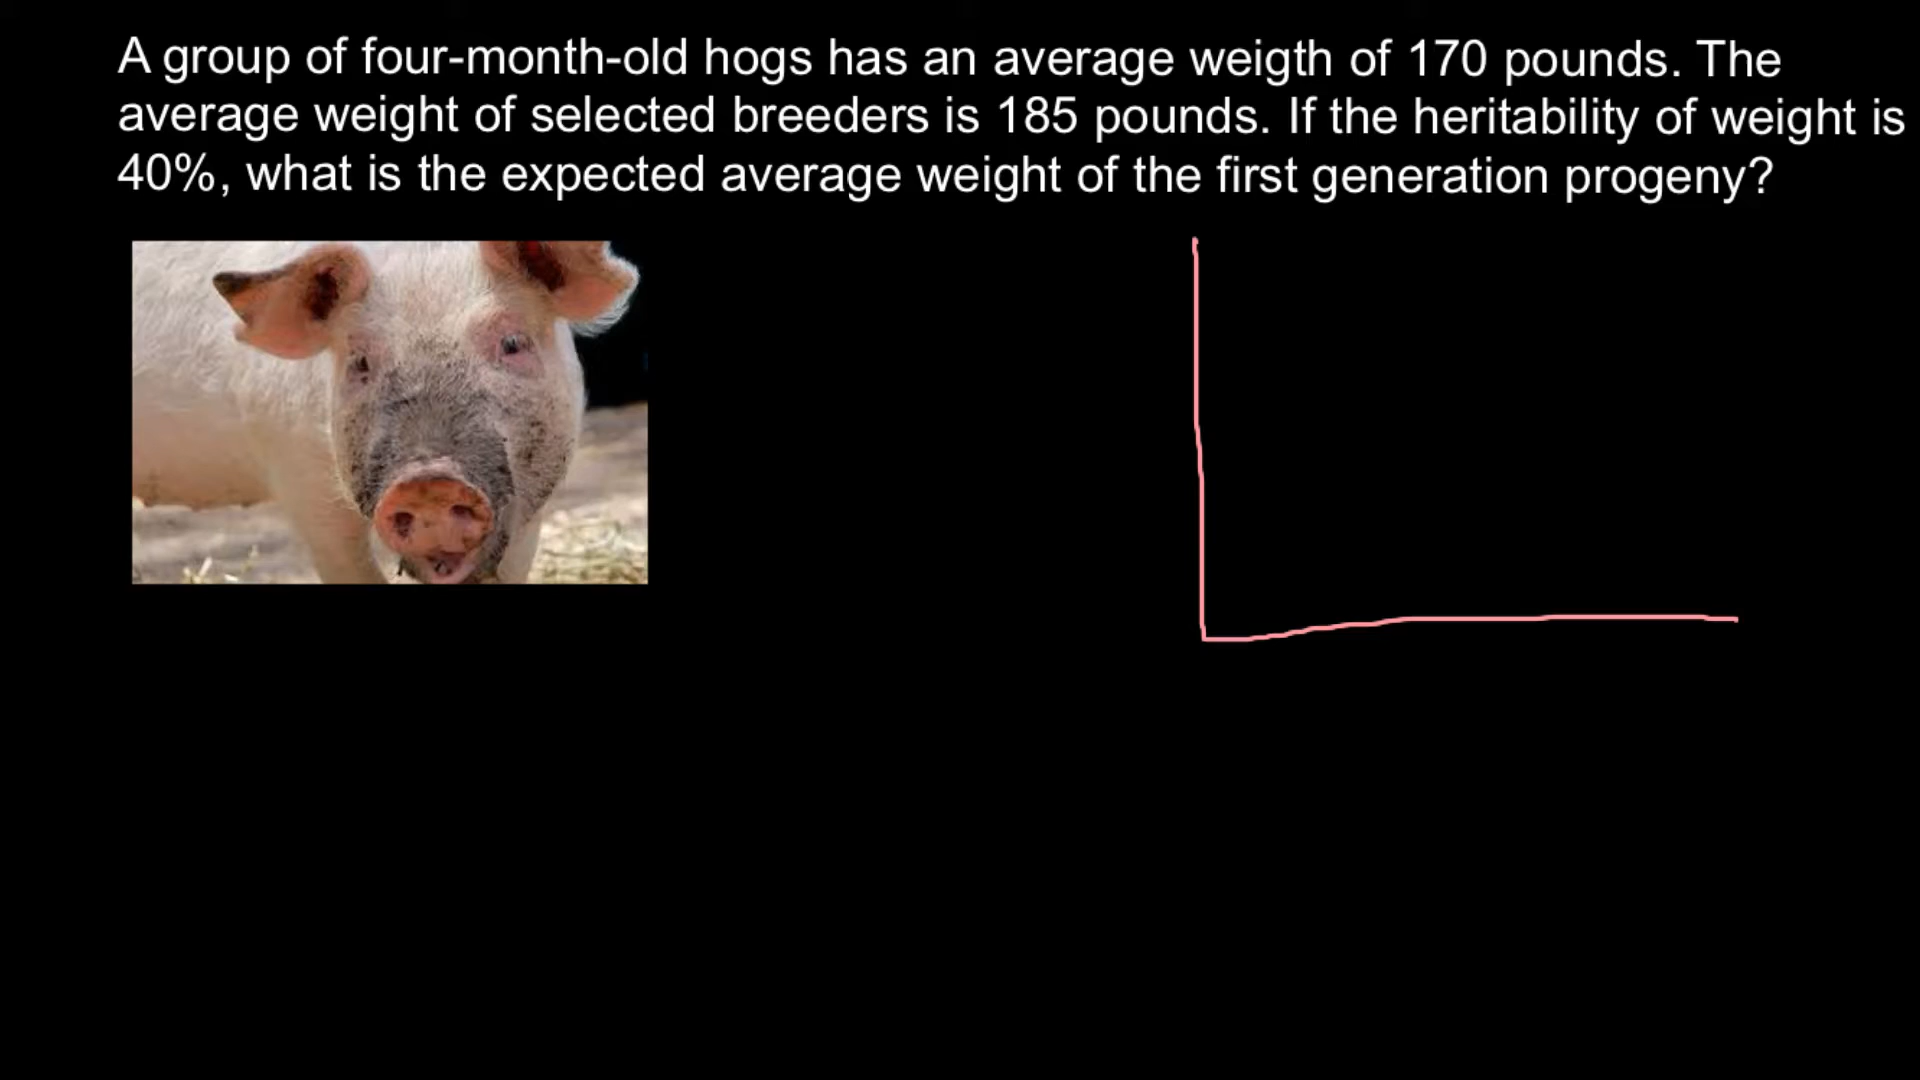 A group of four-month-old hogs has an average weigth of 170 pounds. The
average weight of selected breeders is 185 pounds. If the heritability of weight is
40%, what is the expected average weight of the first generation progeny?